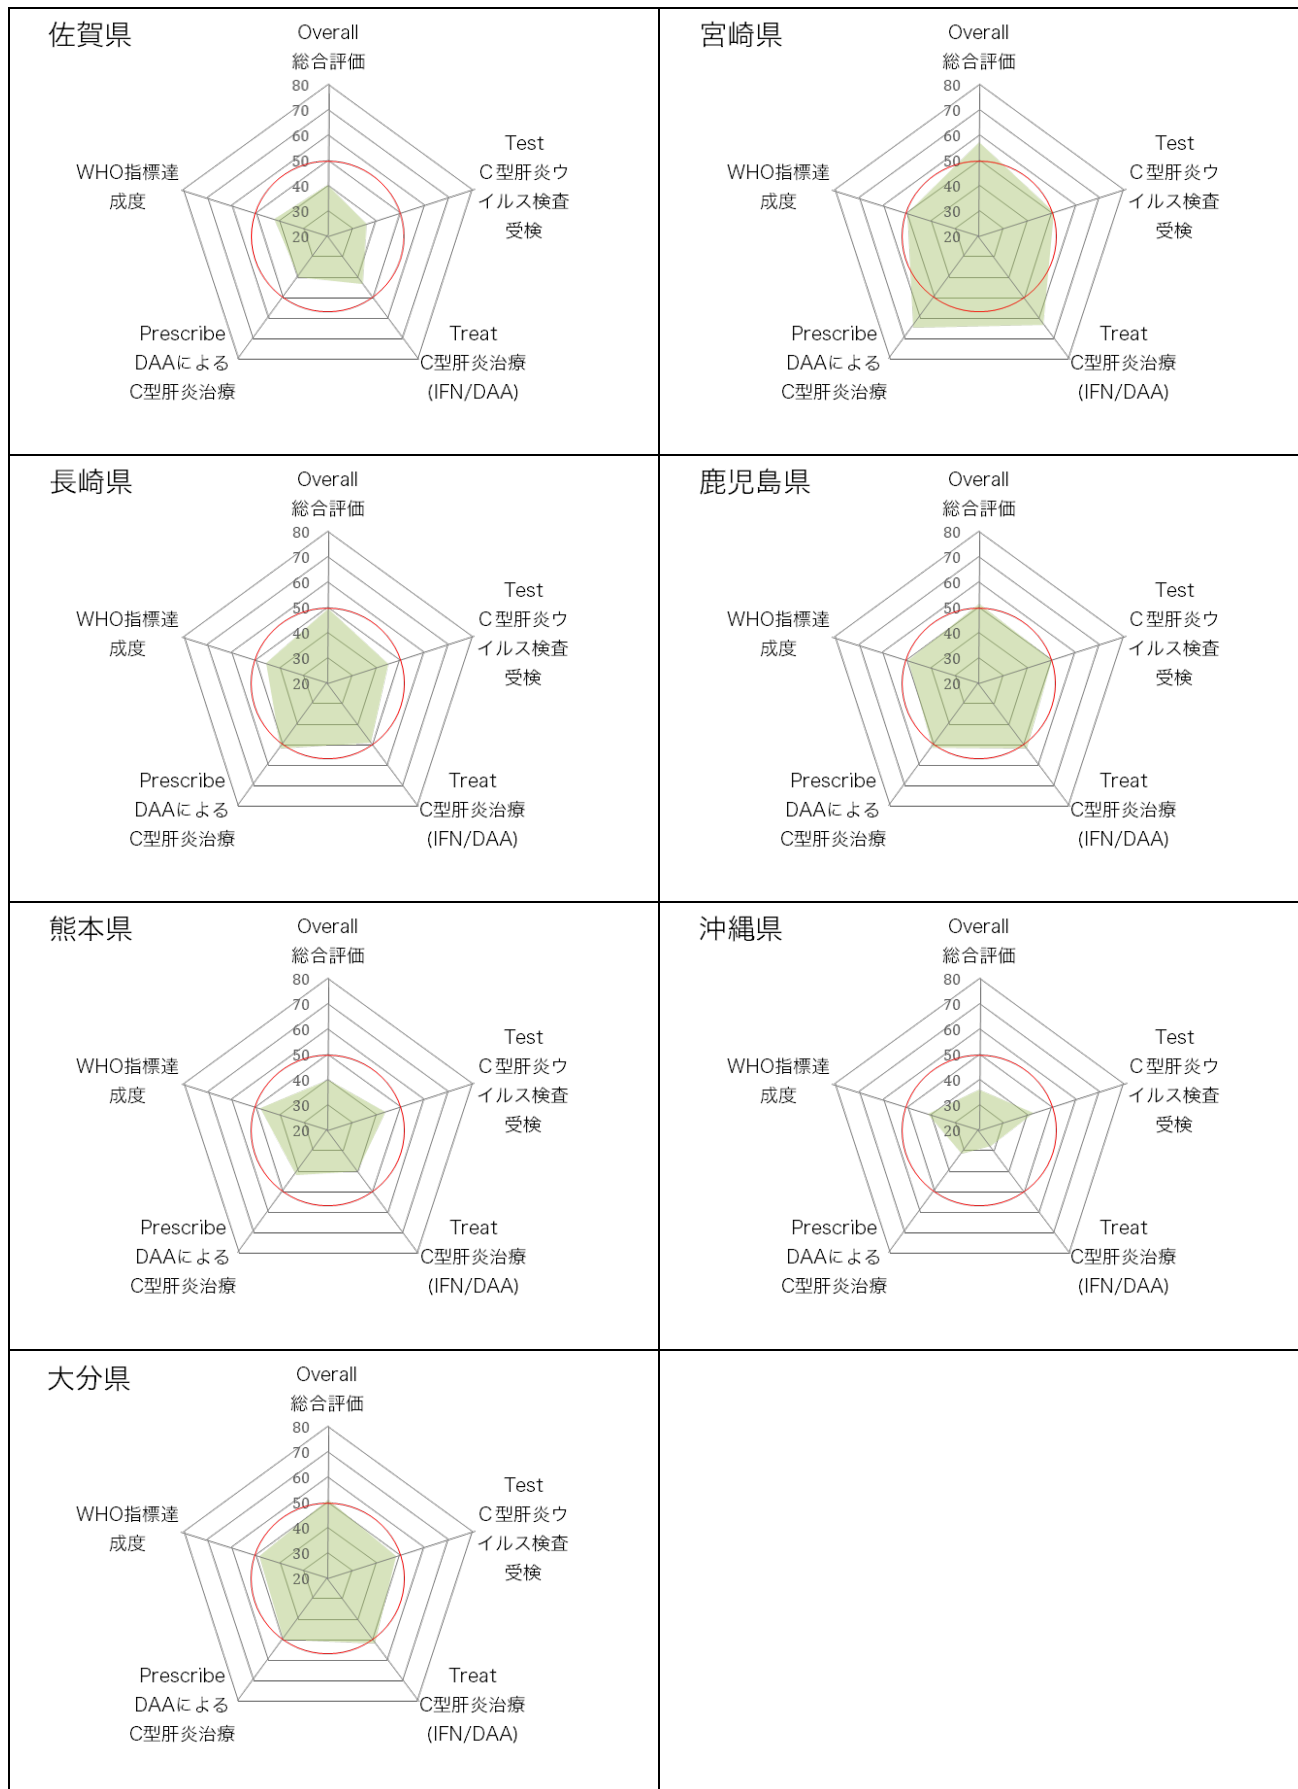 佐賀県
Overall
総合評価
80
70
60
50
40
30
20
Test
C型肝炎ウ
イルス検査
受検
WHO指標達
成度
Prescribe
DAAによる
C型肝炎治療
Treat
C型肝炎治療
(IFN/DAA)
宮崎県
Overall
総合評価
80
70
60
50
40
30
20
Test
C型肝炎ウ
イルス検査
受検
WHO指標達
成度
Prescribe
DAAによる
C型肝炎治療
Treat
C型肝炎治療
(IFN/DAA)
長崎県
Overall
総合評価
80
70
60
50
40
30
20
Test
C型肝炎ウ
イルス検査
受検
WHO指標達
成度
Prescribe
DAAによる
C型肝炎治療
Treat
C型肝炎治療
(IFN/DAA)
鹿児島県
Overall
総合評価
80
70
60
50
40
30
20
Test
C型肝炎ウ
イルス検査
受検
WHO指標達
成度
Prescribe
DAAによる
C型肝炎治療
Treat
C型肝炎治療
(IFN/DAA)
熊本県
Overall
総合評価
80
70
60
50
40
30
20
Test
C型肝炎ウ
イルス検査
受検
WHO指標達
成度
Prescribe
DAAによる
C型肝炎治療
Treat
C型肝炎治療
(IFN/DAA)
沖縄県
Overall
総合評価
80
70
60
50
40
30
20
Test
C型肝炎ウ
イルス検査
受検
WHO指標達
成度
Prescribe
DAAによる
C型肝炎治療
Treat
C型肝炎治療
(IFN/DAA)
大分県
Overall
総合評価
80
70
60
50
40
30
20
Test
C型肝炎ウ
イルス検査
受検
WHO指標達
成度
Prescribe
DAAによる
C型肝炎治療
Treat
C型肝炎治療
(IFN/DAA)